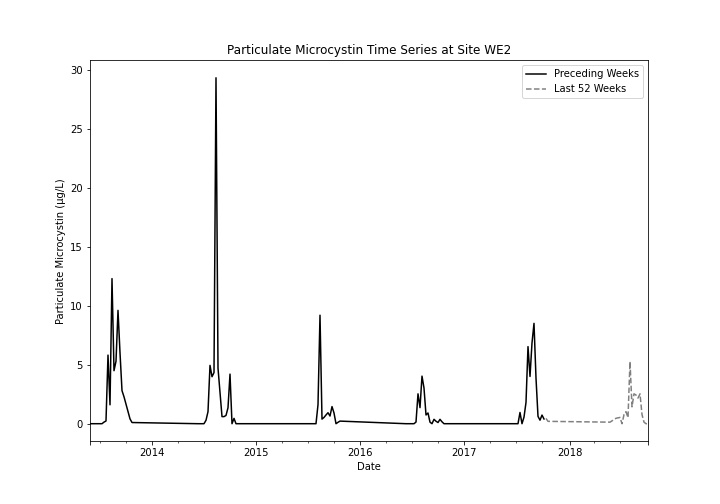 Particulate Microcystin Time Series at Site WE2
Preceding Weeks
Last 52 Weeks
Particulate Microcystin (μg/L)
30
25
20
15
10
5
0
2014 2015 2016 2017 2018
Date